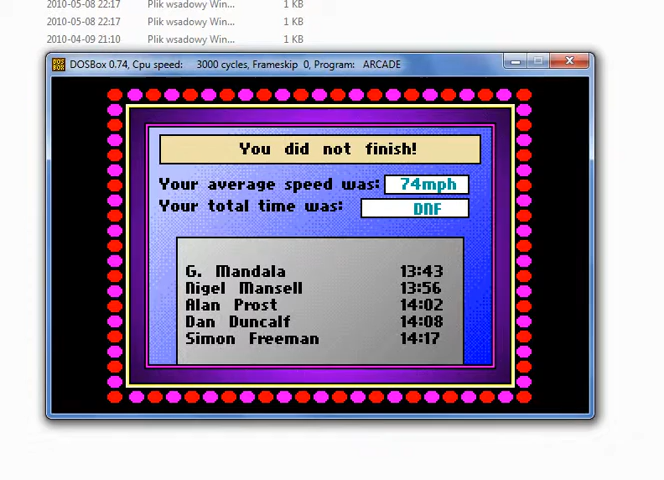 2010-05-08 22:17 Plik wsadowy Win... 1 KB
2010-05-08 22:17 Plik wsadowy Win... 1 KB
2010-04-09 21:10 Plik wsadowy Win... 1 KB
DOS BOX DOSBox 0.74, Cpu speed: 3000 cycles, Frameskip 0, Program: ARCADE
You did not finish!
Your average speed was: 74mph
Your total time was: DNF
G. Mandala 13:43
Nigel Mansell 13:56
Alan Prost 14:02
Dan Duncalf 14:08
Simon Freeman 14:17